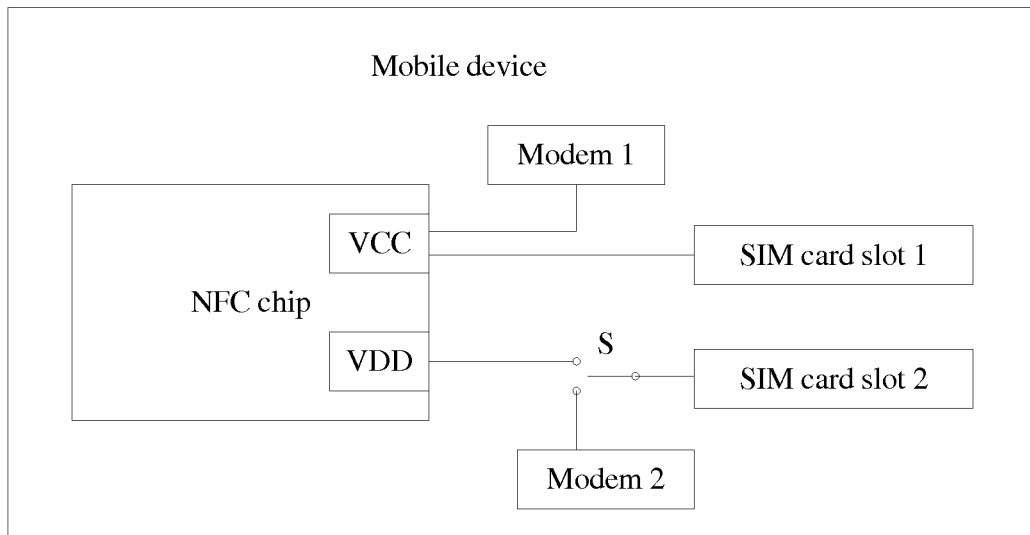 Mobile device
Modem 1
VCC
SIM card slot 1
NFC chip
S
VDD
SIM card slot 2
Modem 2